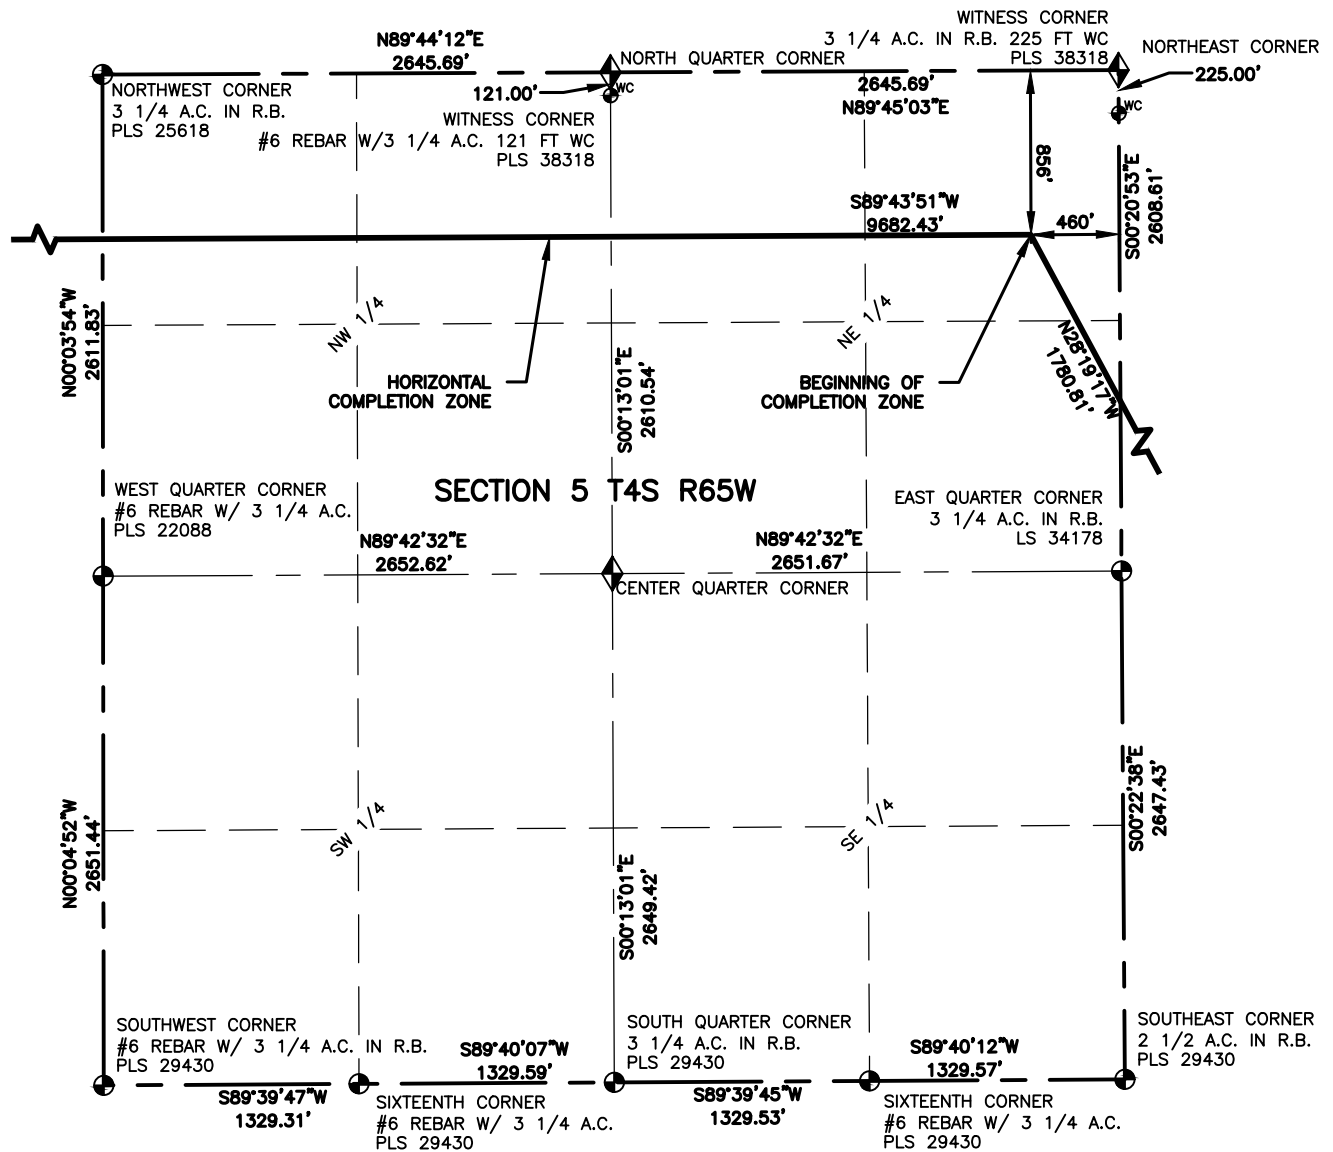 N89°44'12"E
2645.69'
NORTH QUARTER CORNER
WITNESS CORNER
3 1/4 A.C. IN R.B. 225 FT WC
PLS 38318
NORTHEAST CORNER
225.00'
NORTHWEST CORNER
3 1/4 A.C. IN R.B.
PLS 25618
121.00'
WC
WITNESS CORNER
#6 REBAR W/3 1/4 A.C. 121 FT WC
PLS 38318
2645.69'
N89°45'03"E
WC
856'
S00°20'53"E
2608.61'
S89°43'51"W
9682.43'
460'
N00°03'54"W
2611.83'
NW 1/4
NE 1/4
N28°19'17"W
1780.81'
HORIZONTAL
COMPLETION ZONE
S00°13'01"E
2610.54'
BEGINNING OF
COMPLETION ZONE
SECTION 5 T4S R65W
WEST QUARTER CORNER
#6 REBAR W/ 3 1/4 A.C.
PLS 22088
EAST QUARTER CORNER
3 1/4 A.C. IN R.B.
LS 34178
N89°42'32"E
2652.62'
N89°42'32"E
2651.67'
CENTER QUARTER CORNER
N00°04'52"W
2651.44'
SW 1/4
SE 1/4
S00°13'01"E
2649.42'
S00°22'38"E
2647.43'
SOUTHWEST CORNER
#6 REBAR W/ 3 1/4 A.C. IN R.B.
PLS 29430
S89°40'07"W
1329.59'
SOUTH QUARTER CORNER
3 1/4 A.C. IN R.B.
PLS 29430
S89°40'12"W
1329.57'
SOUTHEAST CORNER
2 1/2 A.C. IN R.B.
PLS 29430
S89°39'47"W
1329.31'
SIXTEENTH CORNER
#6 REBAR W/ 3 1/4 A.C.
PLS 29430
S89°39'45"W
1329.53'
SIXTEENTH CORNER
#6 REBAR W/ 3 1/4 A.C.
PLS 29430